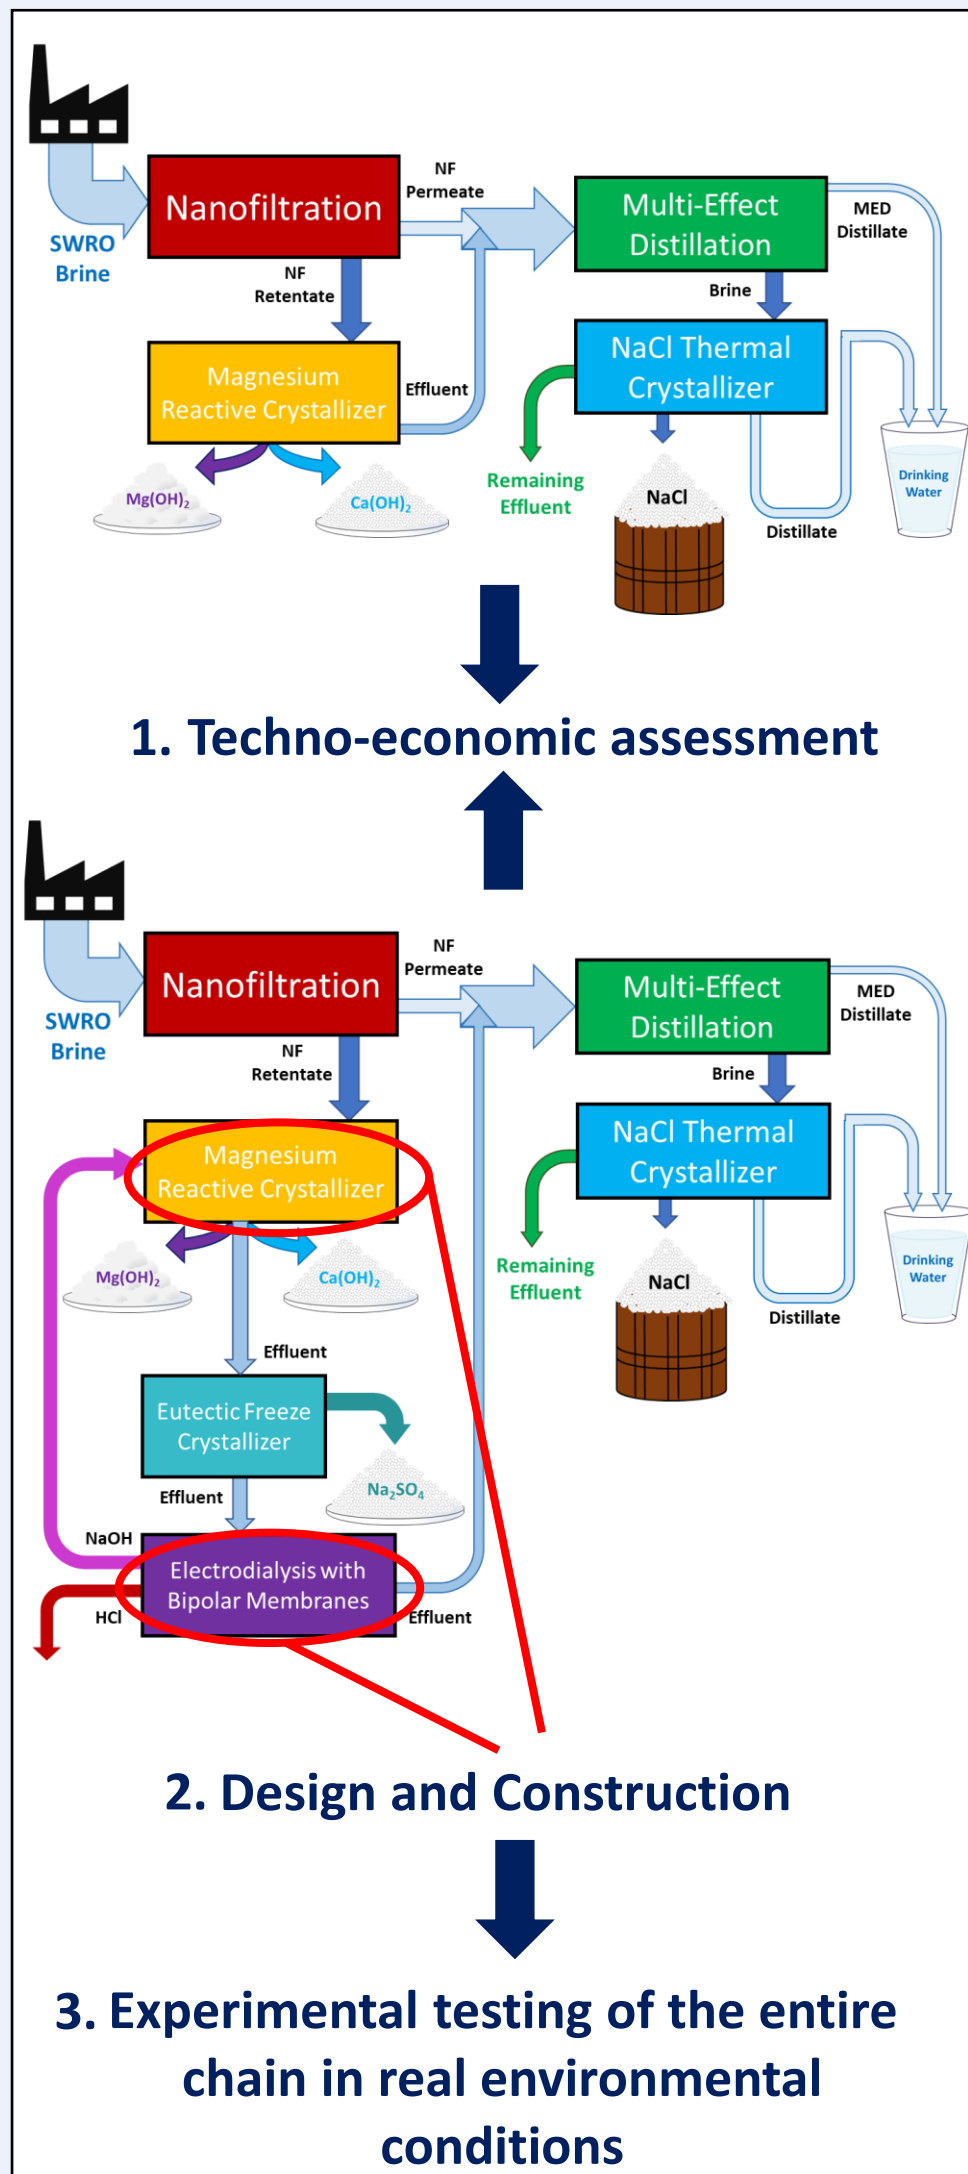 SWRO
Brine
Nanofiltration
NF
Permeate
NF
Retentate
Multi-Effect
Distillation
MED
Distillate
Brine
Magnesium
Reactive Crystallizer
Effluent
NaCl Thermal
Crystallizer
Mg(OH)₂
Ca(OH)₂
Remaining
Effluent
NaCl
Distillate
Drinking
Water
1. Techno-economic assessment
SWRO
Brine
Nanofiltration
NF
Permeate
NF
Retentate
Multi-Effect
Distillation
MED
Distillate
Brine
Magnesium
Reactive Crystallizer
NaCl Thermal
Crystallizer
Mg(OH)₂
Ca(OH)₂
Remaining
Effluent
NaCl
Distillate
Drinking
Water
Effluent
Eutectic Freeze
Crystallizer
Na₂SO₄
Effluent
NaOH
Electrodialysis with
Bipolar Membranes
HCl
Effluent
2. Design and Construction
3. Experimental testing of the entire
chain in real environmental
conditions